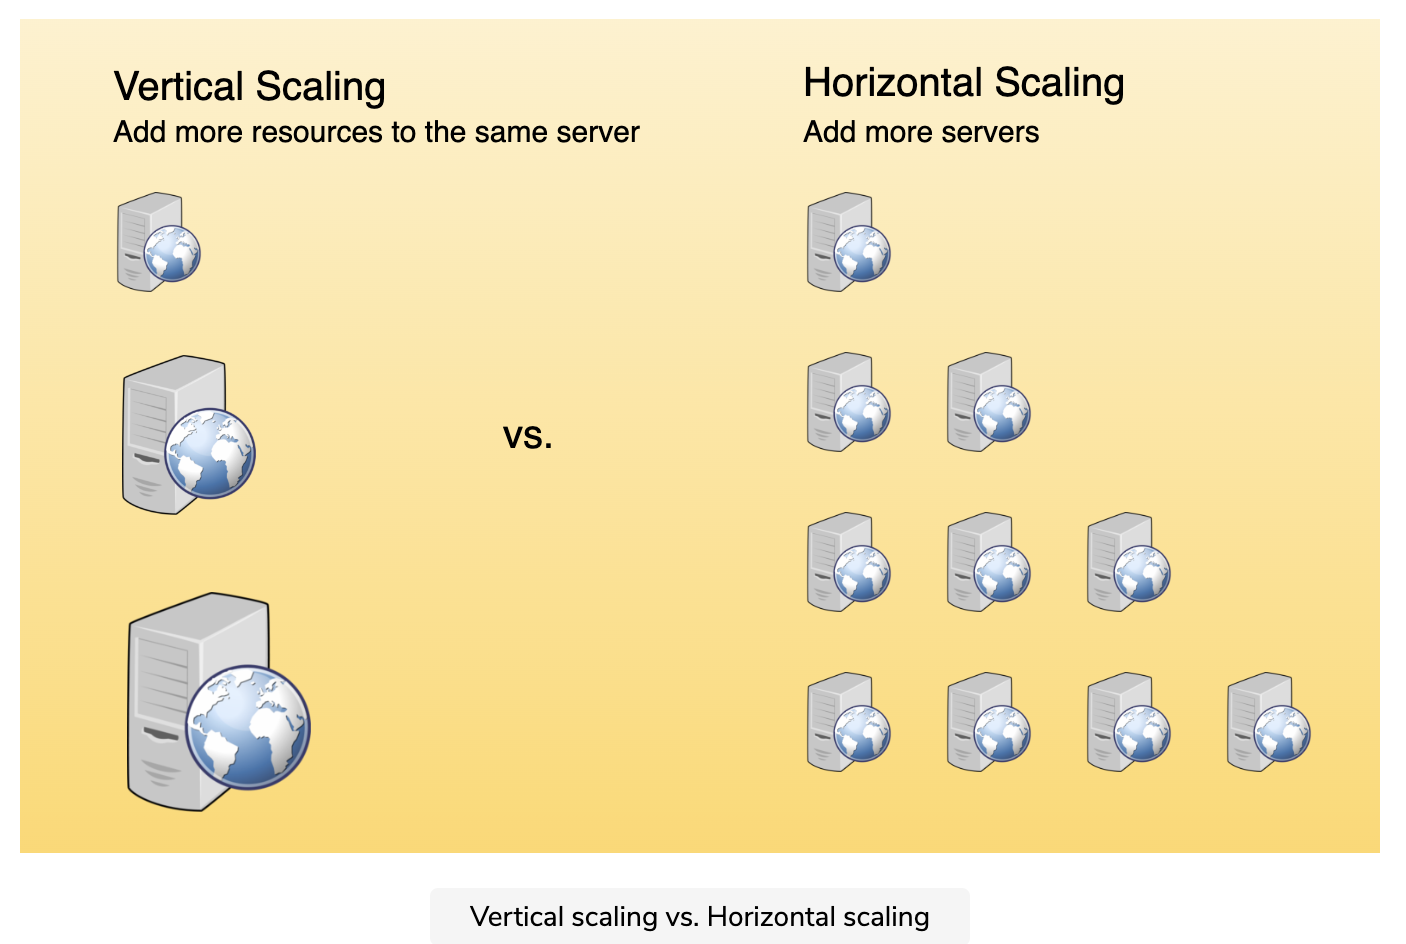 Vertical Scaling
Add more resources to the same server
Horizontal Scaling
Add more servers
vs.
Vertical scaling vs. Horizontal scaling